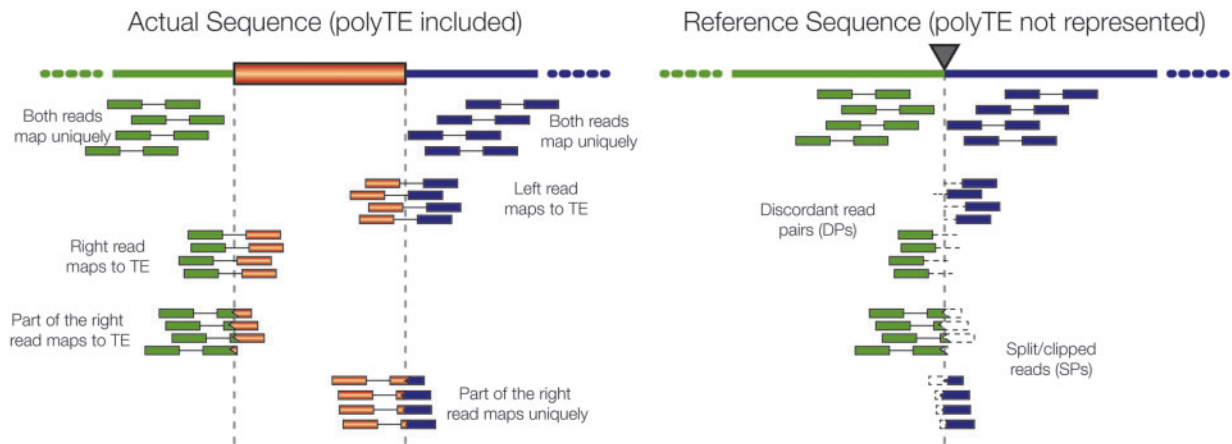 Actual Sequence (polyTE included)
Reference Sequence (polyTE not represented)
Both reads
map uniquely
Both reads
map uniquely
Left read
maps to TE
Right read
maps to TE
Part of the right
read maps to TE
Part of the right
read maps uniquely
Discordant read
pairs (DPs)
Split/clipped
reads (SPs)